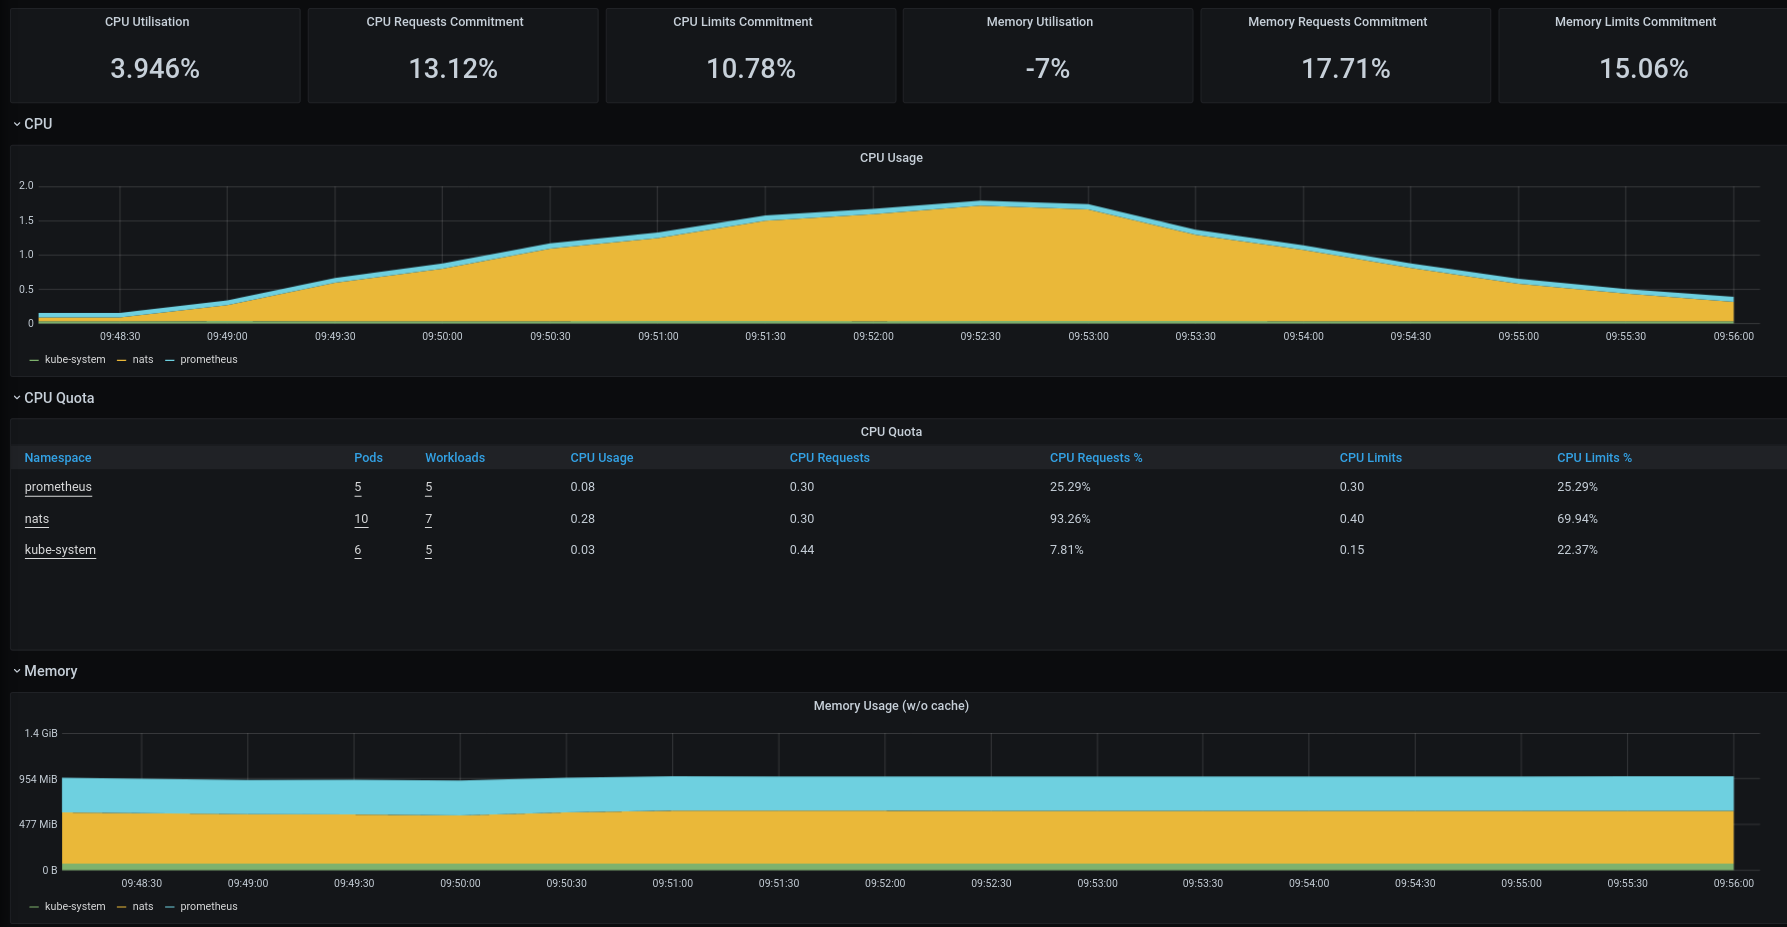 CPU Utilisation CPU Requests Commitment CPU Limits Commitment Memory Utilisation Memory Requests Commitment Memory Limits Commitment
3.946% 13.12% 10.78% -7% 17.71% 15.06%
CPU
CPU Usage
2.0
1.5
1.0
0.5
0
09:48:30 09:49:00 09:49:30 09:50:00 09:50:30 09:51:00 09:51:30 09:52:00 09:52:30 09:53:00 09:53:30 09:54:00 09:54:30 09:55:00 09:55:30 09:56:00
kube-system nats prometheus
CPU Quota
CPU Quota
Namespace Pods Workloads CPU Usage CPU Requests CPU Requests % CPU Limits CPU Limits %
prometheus 5 5 0.08 0.30 25.29% 0.30 25.29%
nats 10 7 0.28 0.30 93.26% 0.40 69.94%
kube-system 6 5 0.03 0.44 7.81% 0.15 22.37%
Memory
Memory Usage (w/o cache)
1.4 GiB
954 MiB
477 MiB
0 B
09:48:30 09:49:00 09:49:30 09:50:00 09:50:30 09:51:00 09:51:30 09:52:00 09:52:30 09:53:00 09:53:30 09:54:00 09:54:30 09:55:00 09:55:30 09:56:00
kube-system nats prometheus